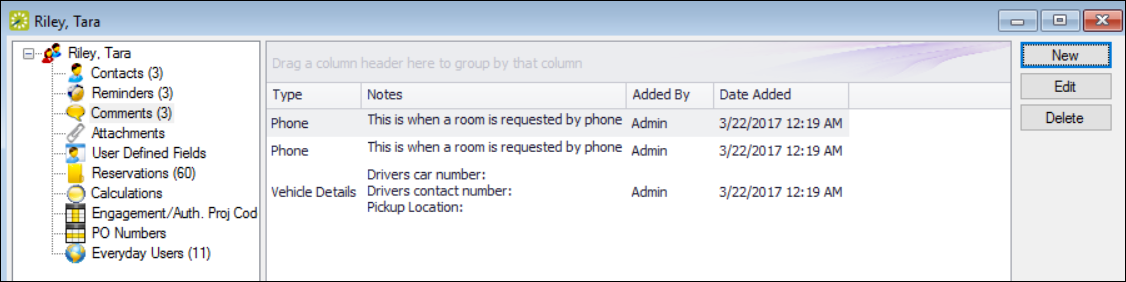 Riley, Tara
Riley, Tara
Contacts (3)
Reminders (3)
Comments (3)
Attachments
User Defined Fields
Reservations (60)
Calculations
Engagement/Auth. Proj Cod
PO Numbers
Everyday Users (11)
Drag a column header here to group by that column
Type Notes Added By Date Added
Phone This is when a room is requested by phone Admin 3/22/2017 12:19 AM
Phone This is when a room is requested by phone Admin 3/22/2017 12:19 AM
Drivers car number:
Vehicle Details Drivers contact number: Admin 3/22/2017 12:19 AM
Pickup Location:
New
Edit
Delete